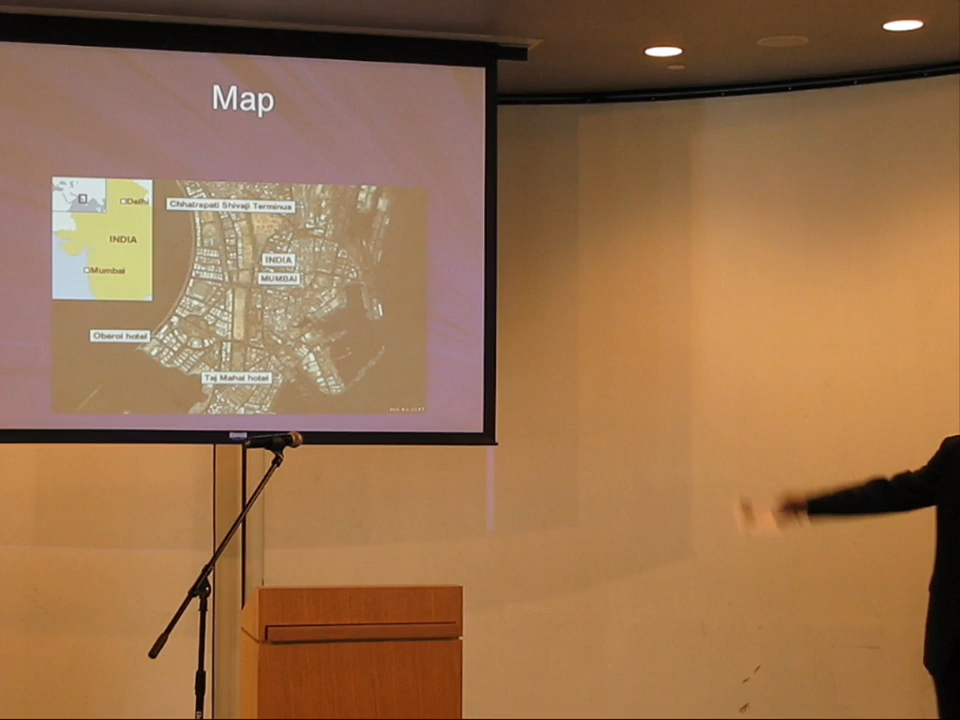 Map
Delhi
Chhatrapati Shivaji Terminus
INDIA
INDIA
Mumbai
MUMBAI
Oberoi hotel
Taj Mahal hotel